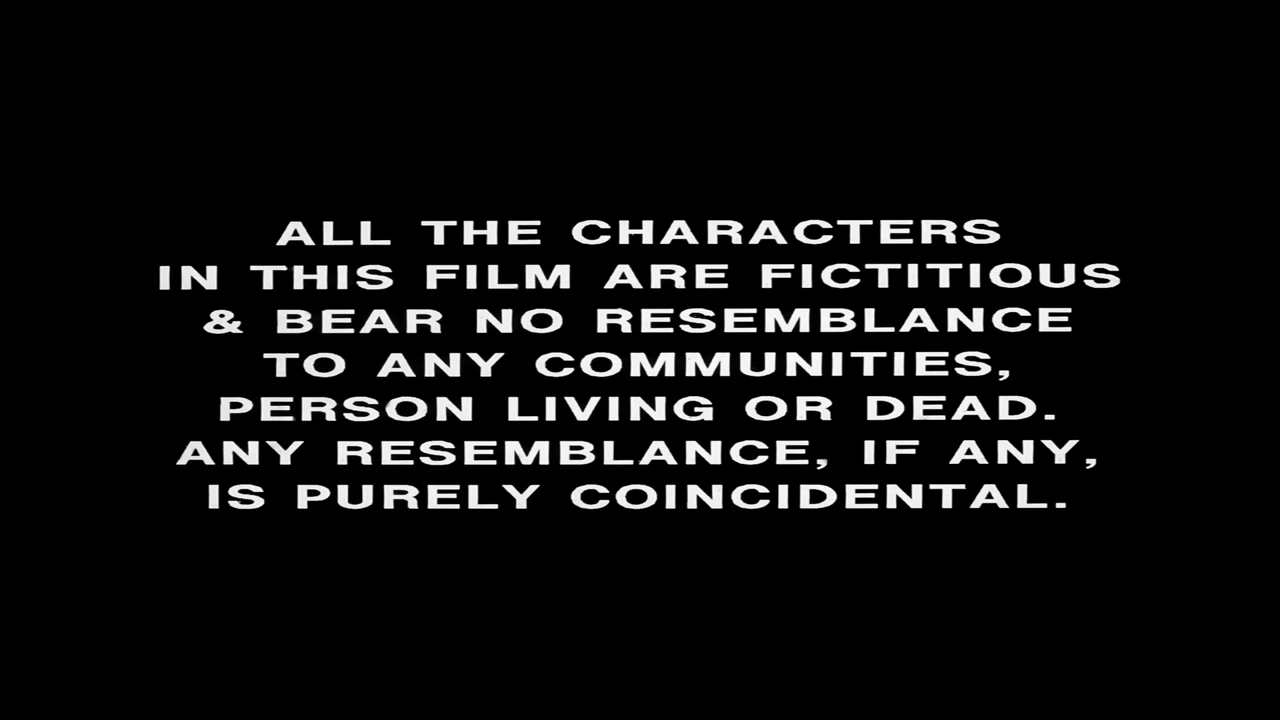 ALL THE CHARACTERS
IN THIS FILM ARE FICTITIOUS
& BEAR NO RESEMBLANCE
TO ANY COMMUNITIES,
PERSON LIVING OR DEAD.
ANY RESEMBLANCE, IF ANY,
IS PURELY COINCIDENTAL.